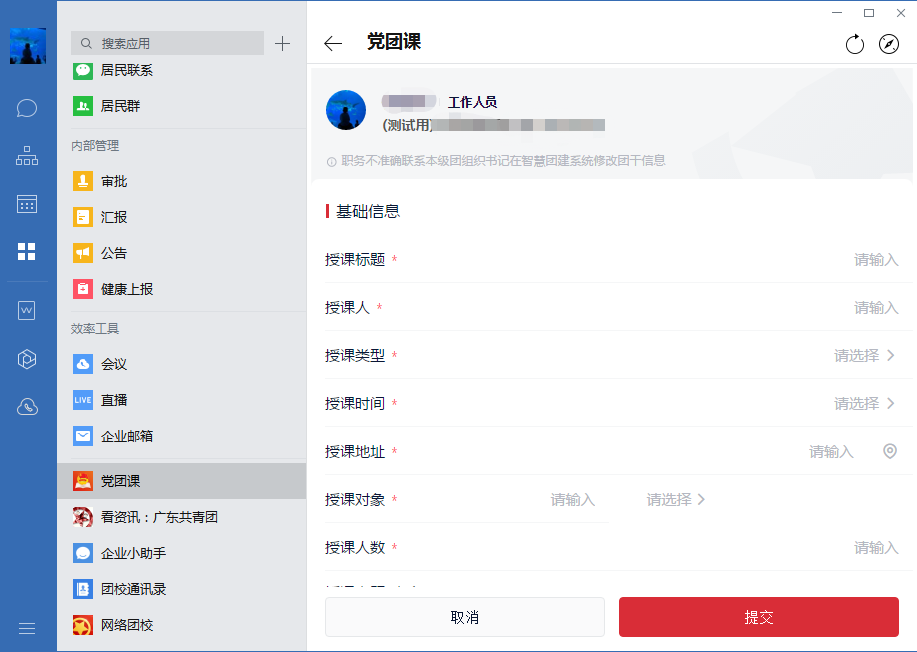 搜索应用
居民联系
居民群
内部管理
审批
汇报
公告
健康上报
效率工具
会议
LIVE 直播
企业邮箱
党团课
看资讯：广东共青团
企业小助手
团校通讯录
网络团校
党团课
工作人员
(测试用)
职务不准确联系本级团组织书记在智慧团建系统修改团干信息
基础信息
授课标题 * 请输入
授课人 * 请输入
授课类型 * 请选择
授课时间 * 请选择
授课地址 * 请输入
授课对象 * 请输入 请选择
授课人数 * 请输入
取消 提交